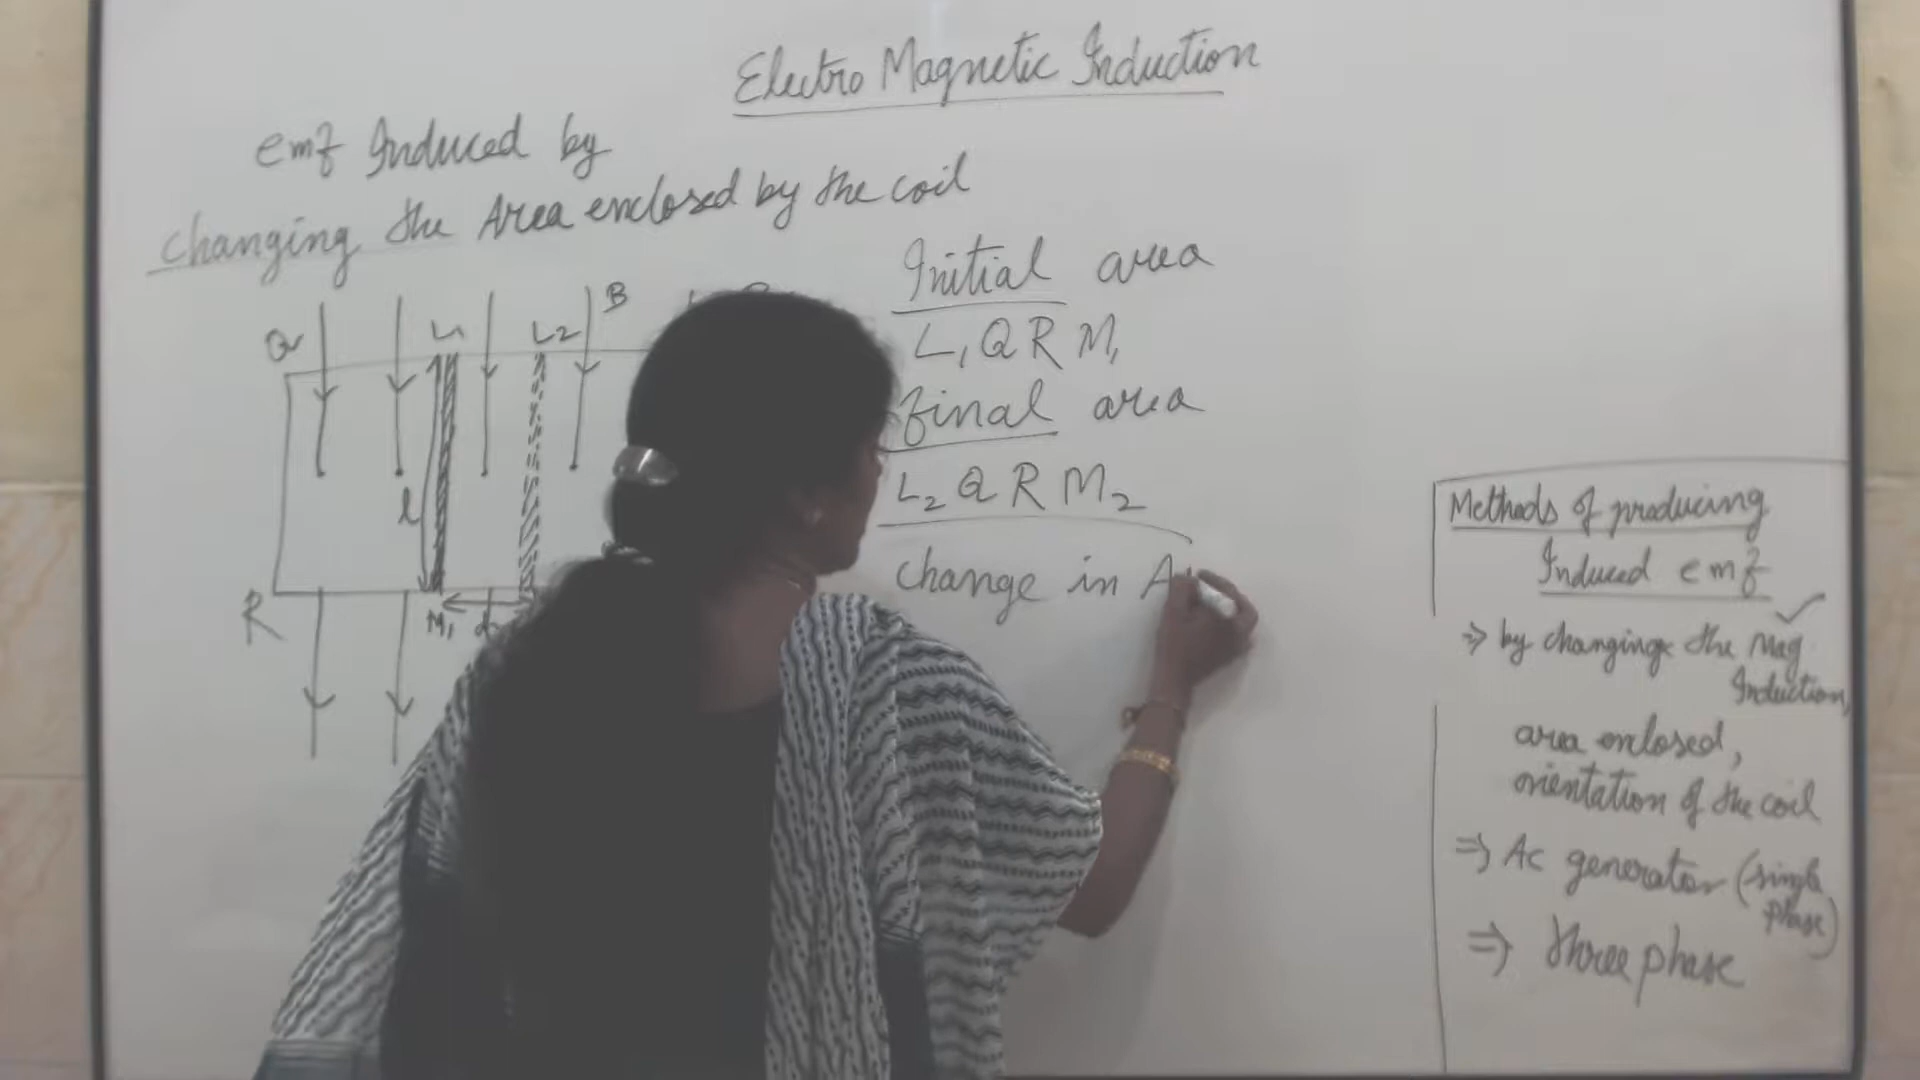 Electro Magnetic Induction
emf Induced by
changing the Area enclosed by the coil
Q L1 L2 B
l
R M1
Initial area
L1 Q R M1
final area
L2 Q R M2
change in A
Methods of producing
Induced emf
⇒ by changing the Mag ✓
Induction,
area enclosed,
orientation of the coil
⇒ Ac generator (single
phase)
⇒ three phase